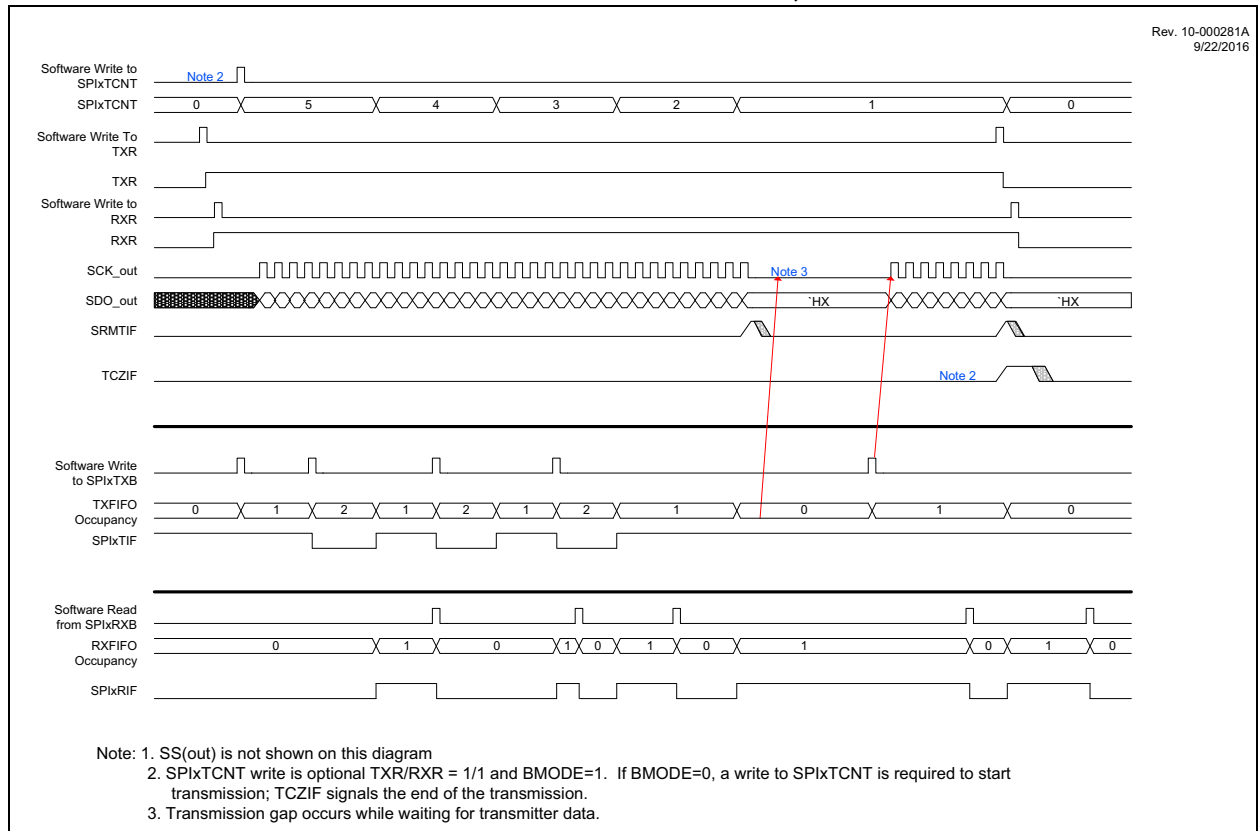 Rev. 10-000281A
9/22/2016
Software Write to
SPIxTCNT
Note 2
SPIxTCNT
0 5 4 3 2 1 0
Software Write To
TXR
TXR
Software Write to
RXR
RXR
SCK_out
Note 3
SDO_out
`HX `HX
SRMTIF
TCZIF
Note 2
Software Write
to SPIxTXB
TXFIFO
Occupancy
0 1 2 1 2 1 2 1 0 1 0
SPIxTIF
Software Read
from SPIxRXB
RXFIFO
Occupancy
0 1 0 1 0 1 0 1 0 1 0
SPIxRIF
Note: 1. SS(out) is not shown on this diagram
2. SPIxTCNT write is optional TXR/RXR = 1/1 and BMODE=1. If BMODE=0, a write to SPIxTCNT is required to start
transmission; TCZIF signals the end of the transmission.
3. Transmission gap occurs while waiting for transmitter data.